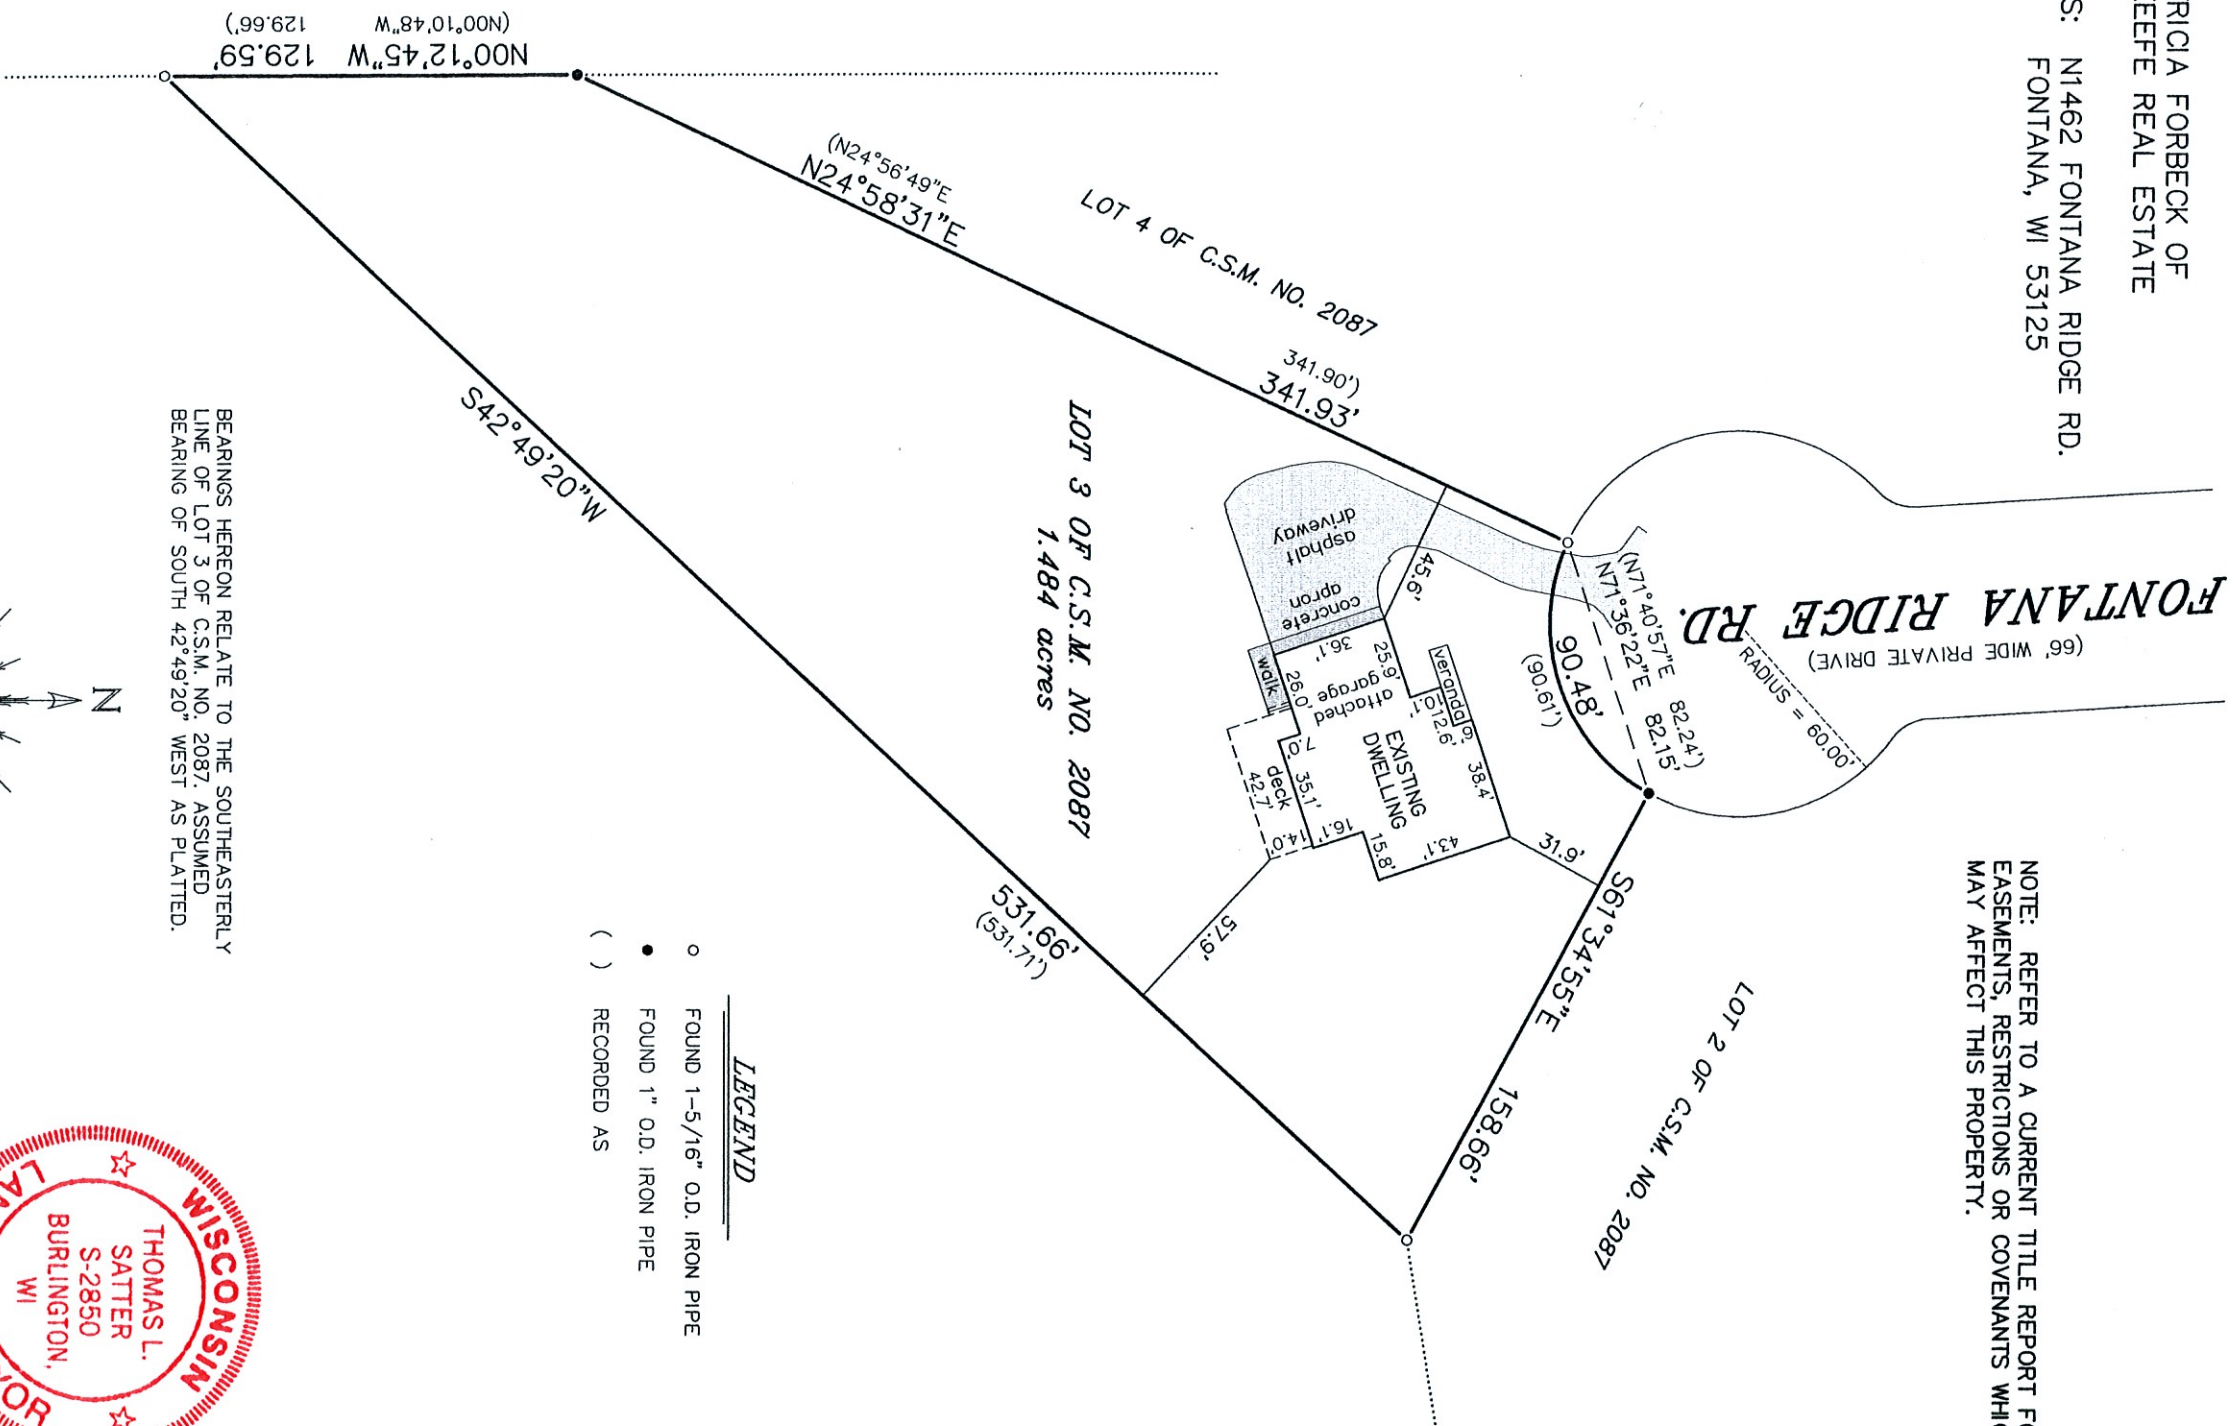 TRICIA FORBECK OF
EEFE REAL ESTATE
S: N1462 FONTANA RIDGE RD.
FONTANA, WI 53125
NOTE: REFER TO A CURRENT TITLE REPORT FO
EASEMENTS, RESTRICTIONS OR COVENANTS WHIC
MAY AFFECT THIS PROPERTY.
FONTANA RIDGE RD.
(66' WIDE PRIVATE DRIVE)
RADIUS = 60.00'
(N71°40'57"E 82.24')
N71°36'22"E 82.15'
90.48'
(90.61')
LOT 2 OF C.S.M. NO. 2087
S61°34'55"E
158.66'
31.9'
veranda
10.1'
12.6'
.9'
38.4'
45.6'
25.9'
36.1'
26.0'
attached
garage
EXISTING
DWELLING
43.1'
15.8'
16.1'
35.1'
7.0'
deck
42.7'
14.0'
walk
concrete
apron
asphalt
driveway
57.9'
341.90')
341.93'
LOT 4 OF C.S.M. NO. 2087
(N24°56'49"E
N24°58'31"E
LOT 3 OF C.S.M. NO. 2087
1.484 acres
531.66'
(531.71')
S42°49'20"W
N00°12'45"W 129.59'
(N00°10'48"W 129.66')
LEGEND
○ FOUND 1-5/16" O.D. IRON PIPE
● FOUND 1" O.D. IRON PIPE
( ) RECORDED AS
BEARINGS HEREON RELATE TO THE SOUTHEASTERLY
LINE OF LOT 3 OF C.S.M. NO. 2087. ASSUMED
BEARING OF SOUTH 42°49'20" WEST AS PLATTED.
N
WISCONSIN
THOMAS L.
SATTER
S-2850
BURLINGTON,
WI